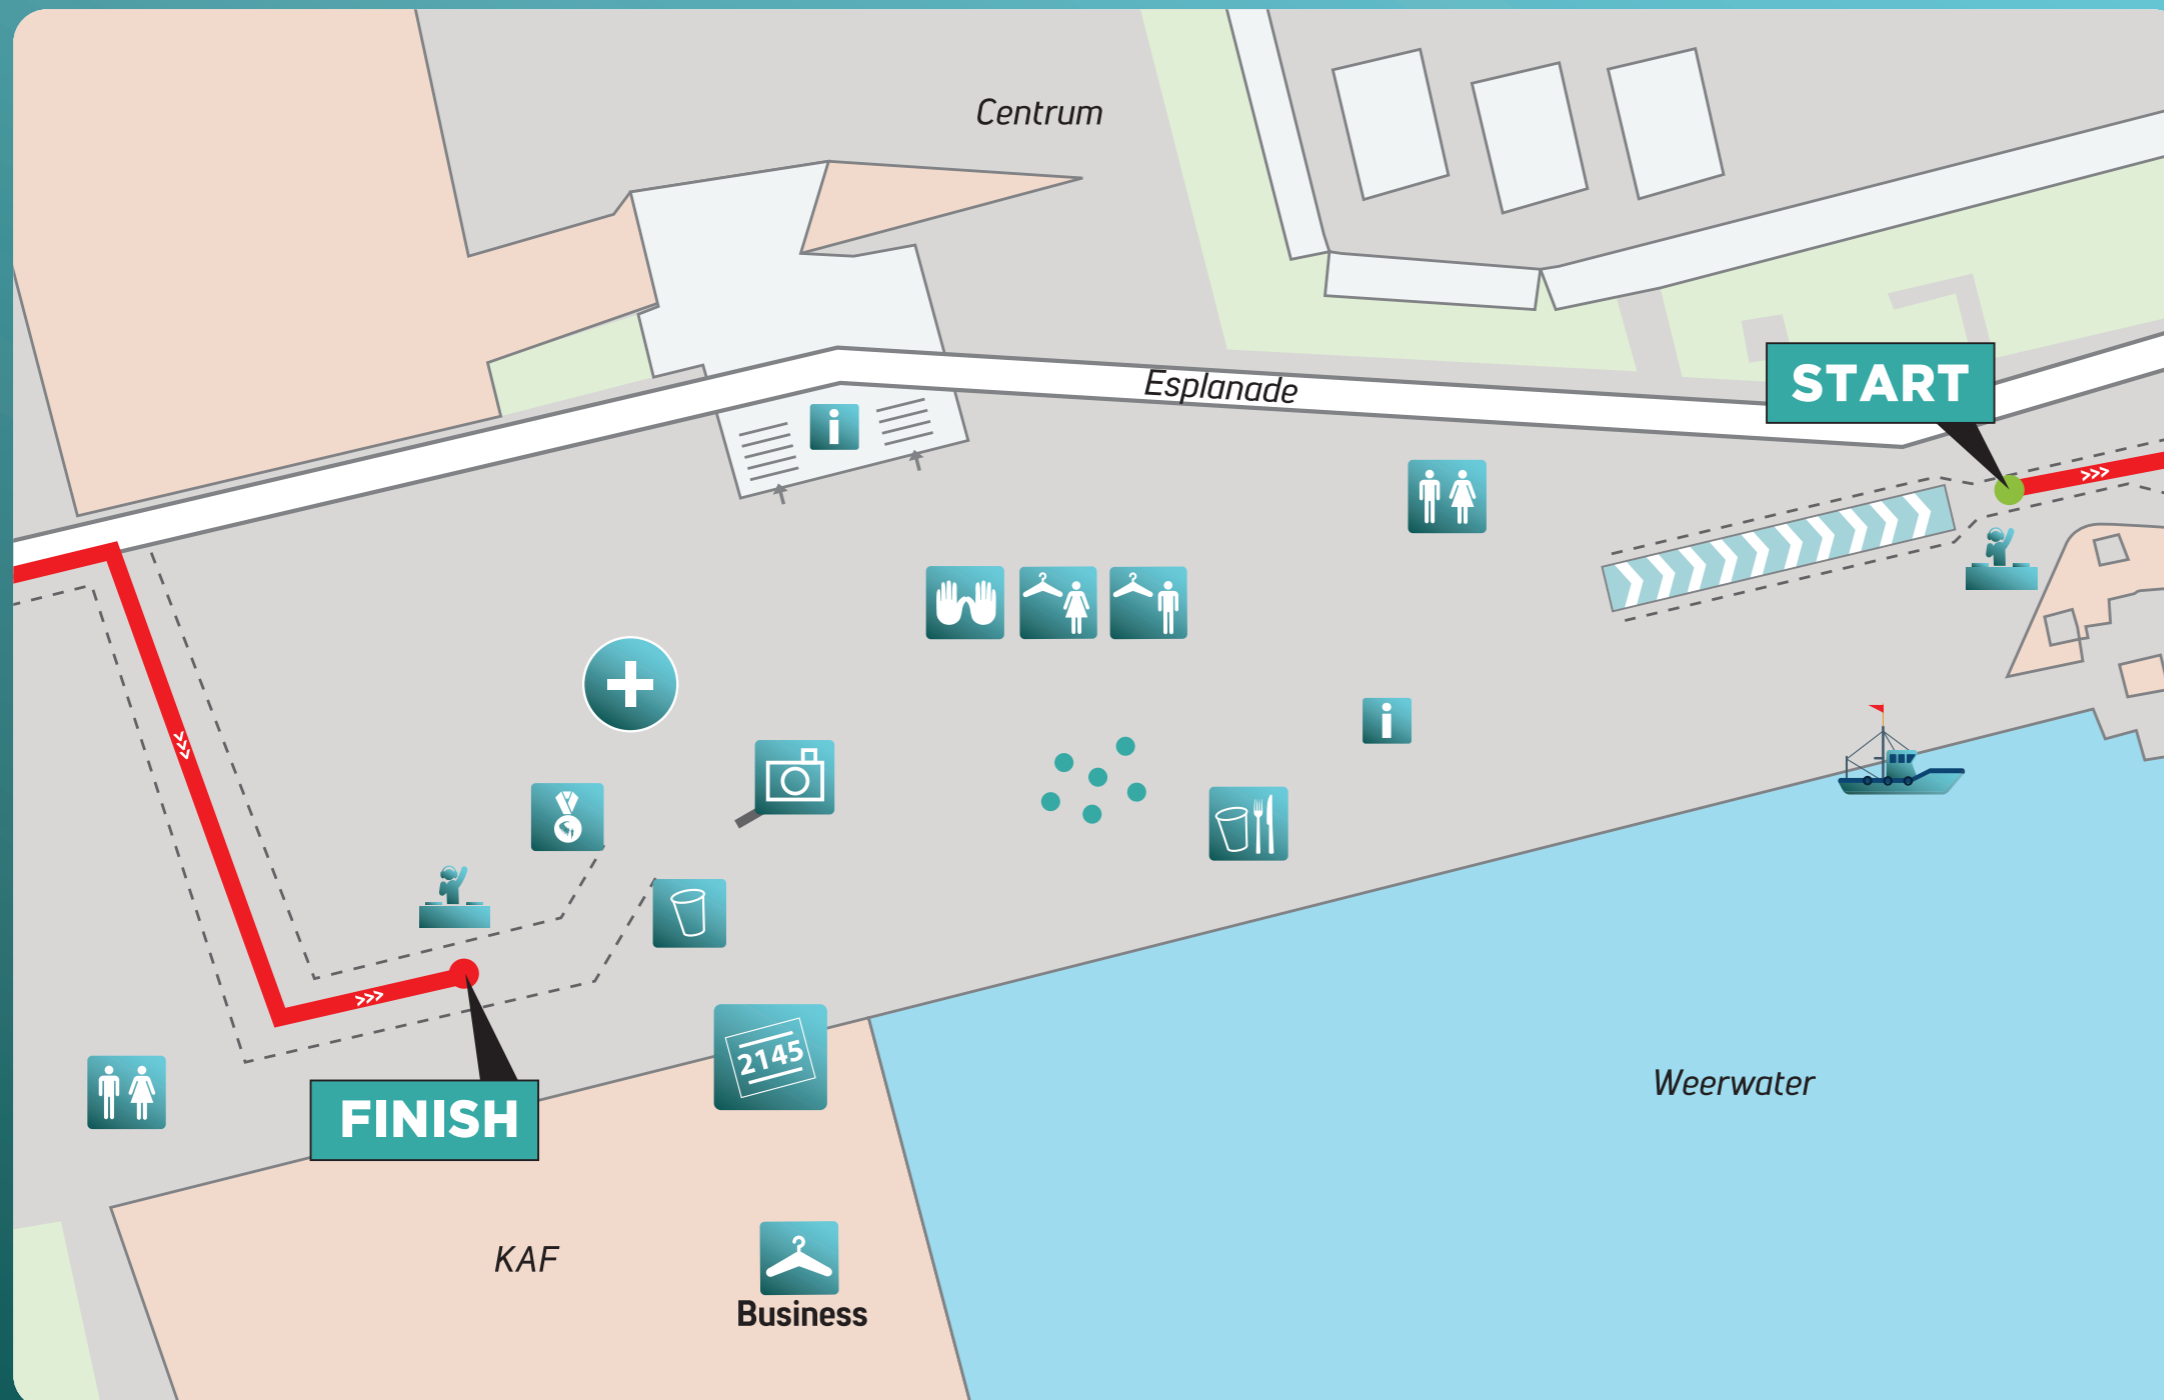 Centrum
Esplanade
START
2145
FINISH
Weerwater
KAF
Business